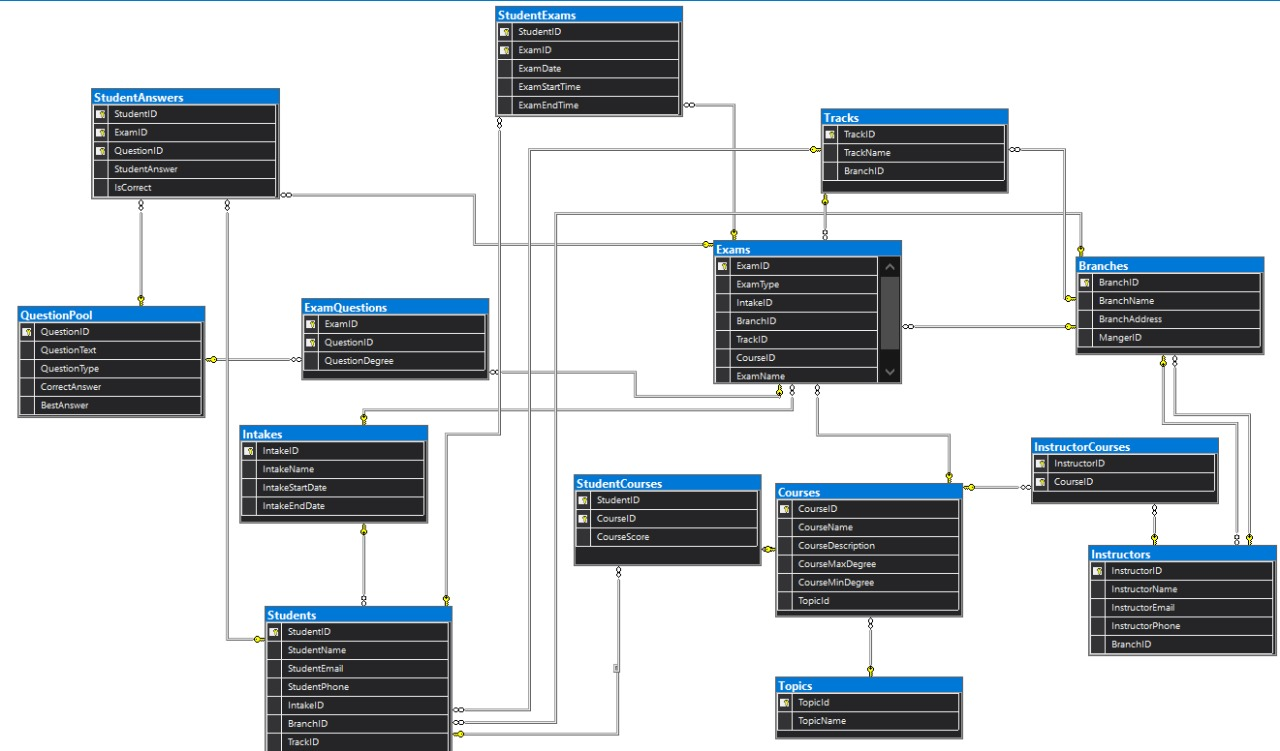 StudentExams
StudentID
ExamID
ExamDate
ExamStartTime
ExamEndTime
StudentAnswers
StudentID
ExamID
QuestionID
StudentAnswer
IsCorrect
Tracks
TrackID
TrackName
BranchID
Exams
ExamID
ExamType
IntakeID
BranchID
TrackID
CourseID
ExamName
Branches
BranchID
BranchName
BranchAddress
MangerID
QuestionPool
QuestionID
QuestionText
QuestionType
CorrectAnswer
BestAnswer
ExamQuestions
ExamID
QuestionID
QuestionDegree
Intakes
IntakeID
IntakeName
IntakeStartDate
IntakeEndDate
StudentCourses
StudentID
CourseID
CourseScore
Courses
CourseID
CourseName
CourseDescription
CourseMaxDegree
CourseMinDegree
TopicId
InstructorCourses
InstructorID
CourseID
Instructors
InstructorID
InstructorName
InstructorEmail
InstructorPhone
BranchID
Students
StudentID
StudentName
StudentEmail
StudentPhone
IntakeID
BranchID
TrackID
Topics
TopicId
TopicName